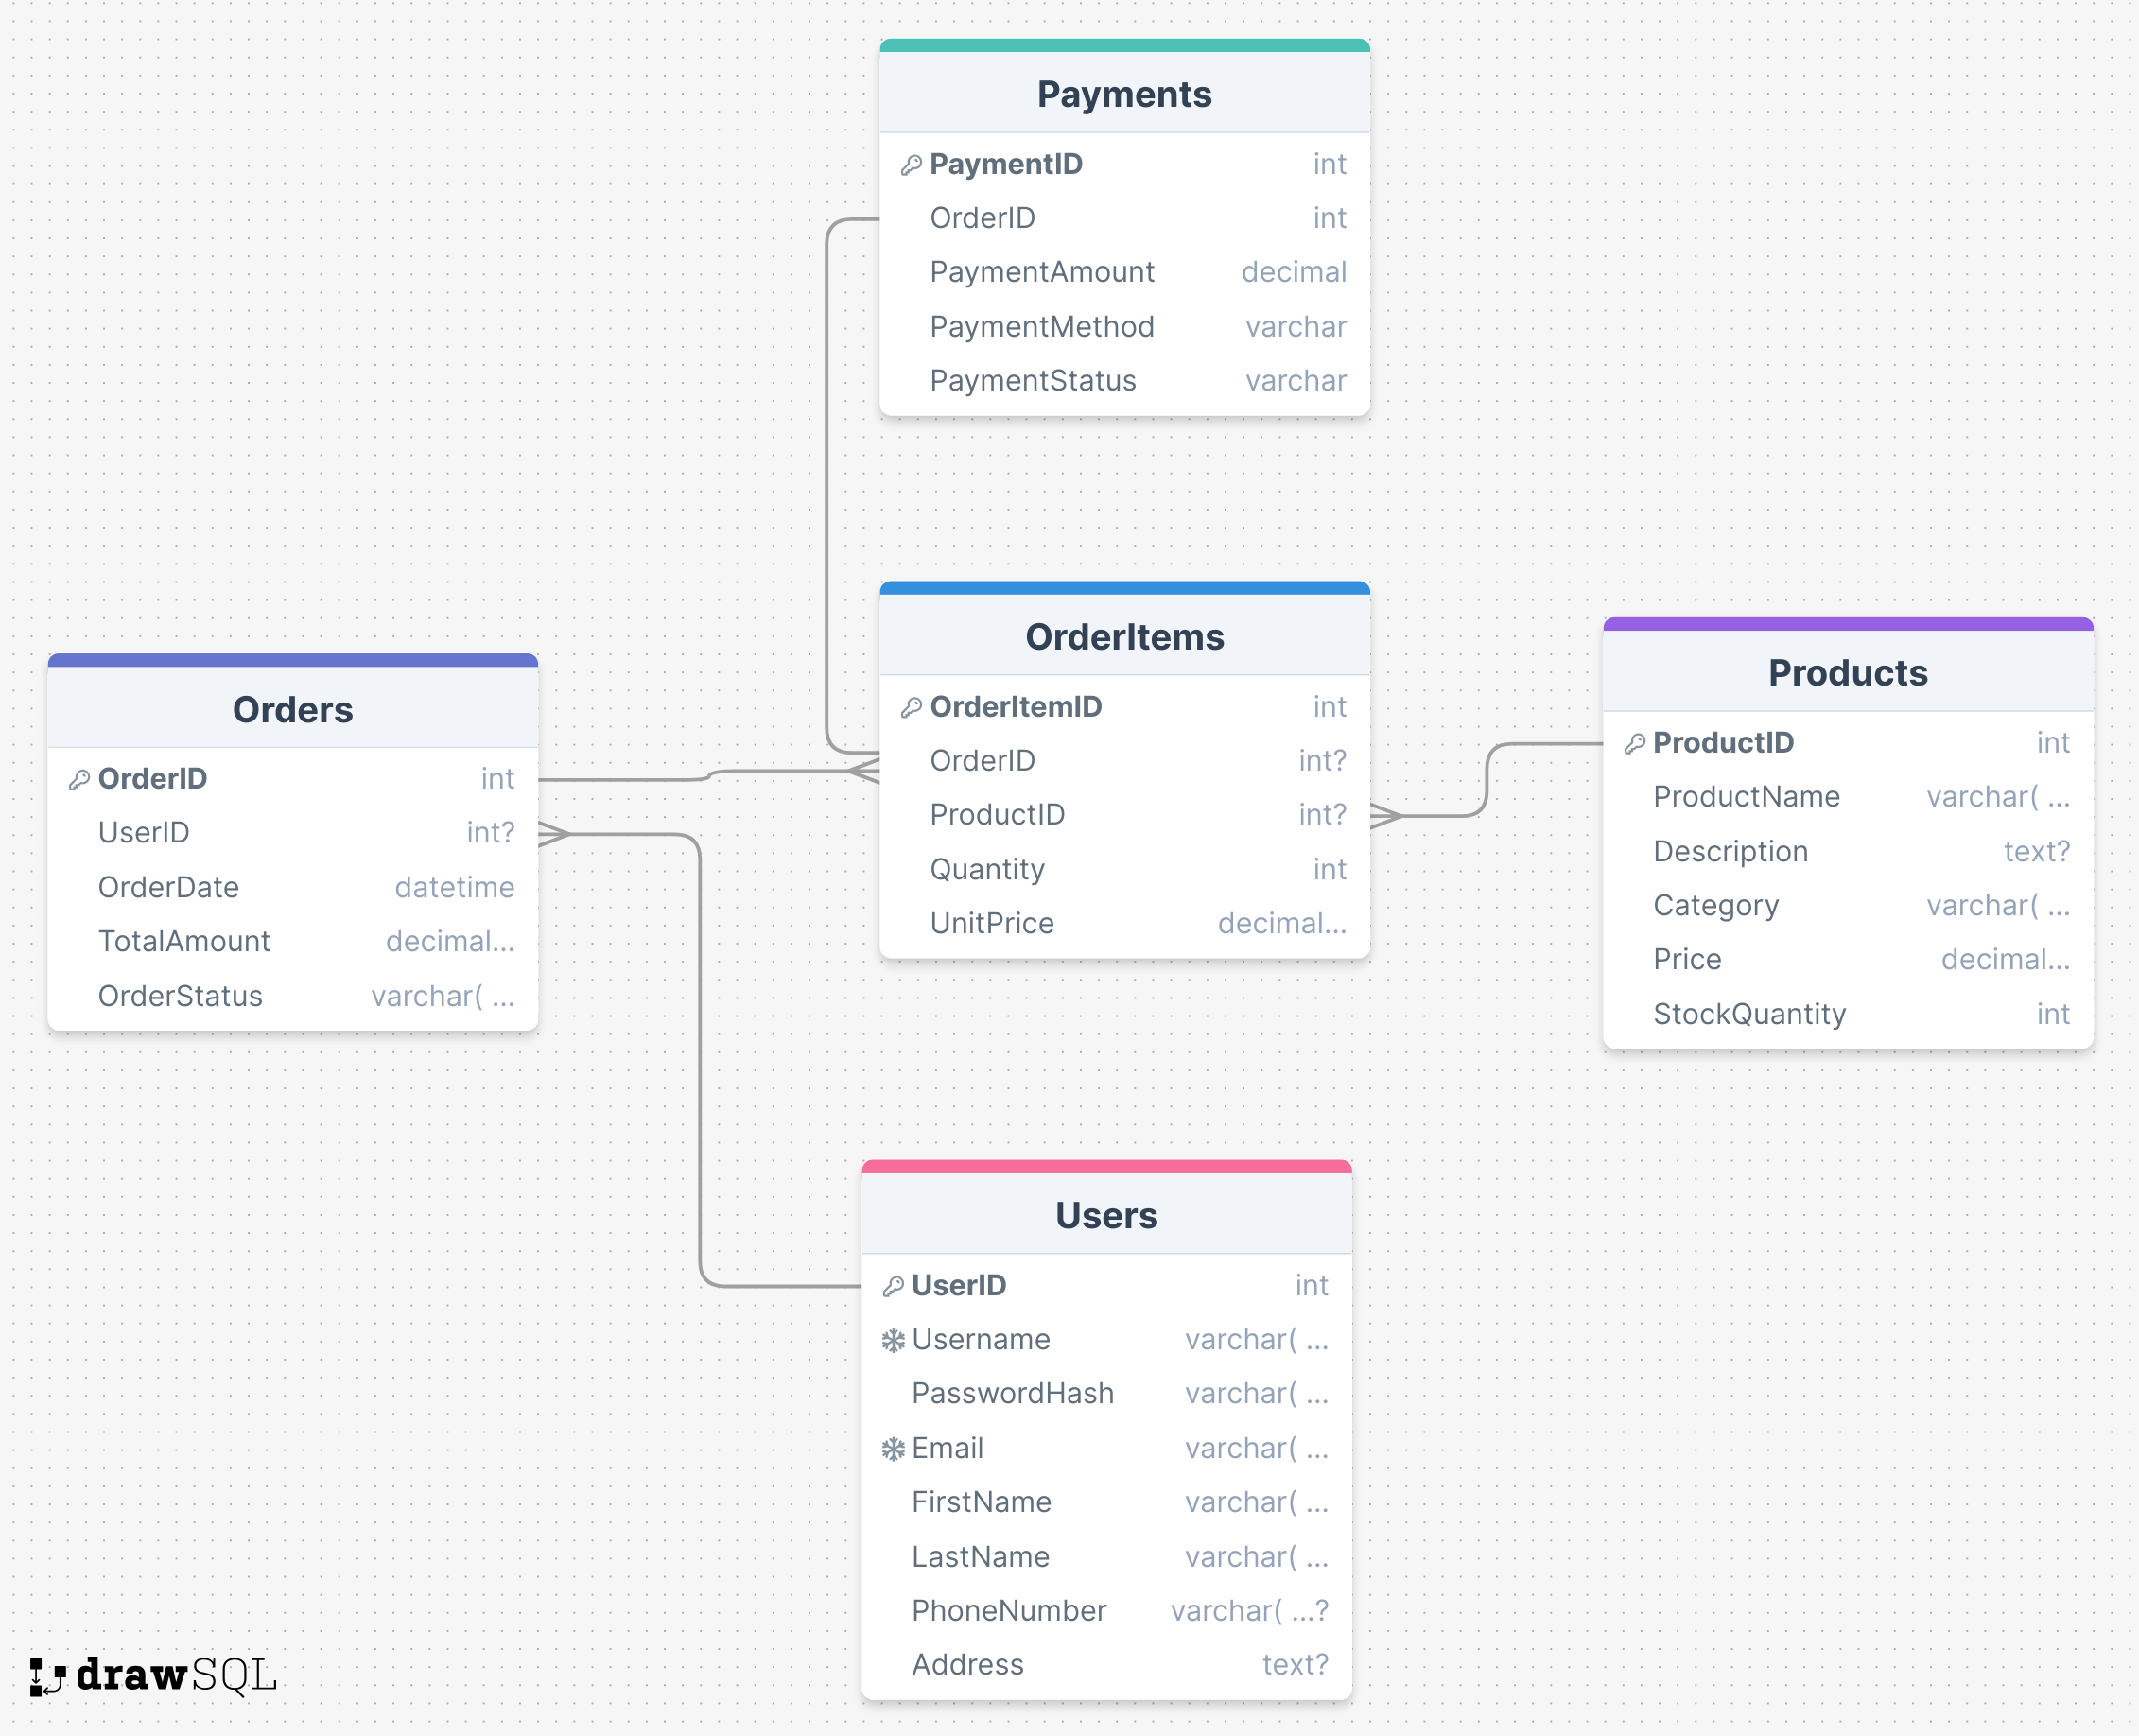 Payments
PaymentID int
OrderID int
PaymentAmount decimal
PaymentMethod varchar
PaymentStatus varchar
OrderItems
OrderItemID int
OrderID int?
ProductID int?
Quantity int
UnitPrice decimal...
Products
ProductID int
ProductName varchar( ...
Description text?
Category varchar( ...
Price decimal...
StockQuantity int
Orders
OrderID int
UserID int?
OrderDate datetime
TotalAmount decimal...
OrderStatus varchar( ...
Users
UserID int
Username varchar( ...
PasswordHash varchar( ...
Email varchar( ...
FirstName varchar( ...
LastName varchar( ...
PhoneNumber varchar( ...?
Address text?
drawSQL